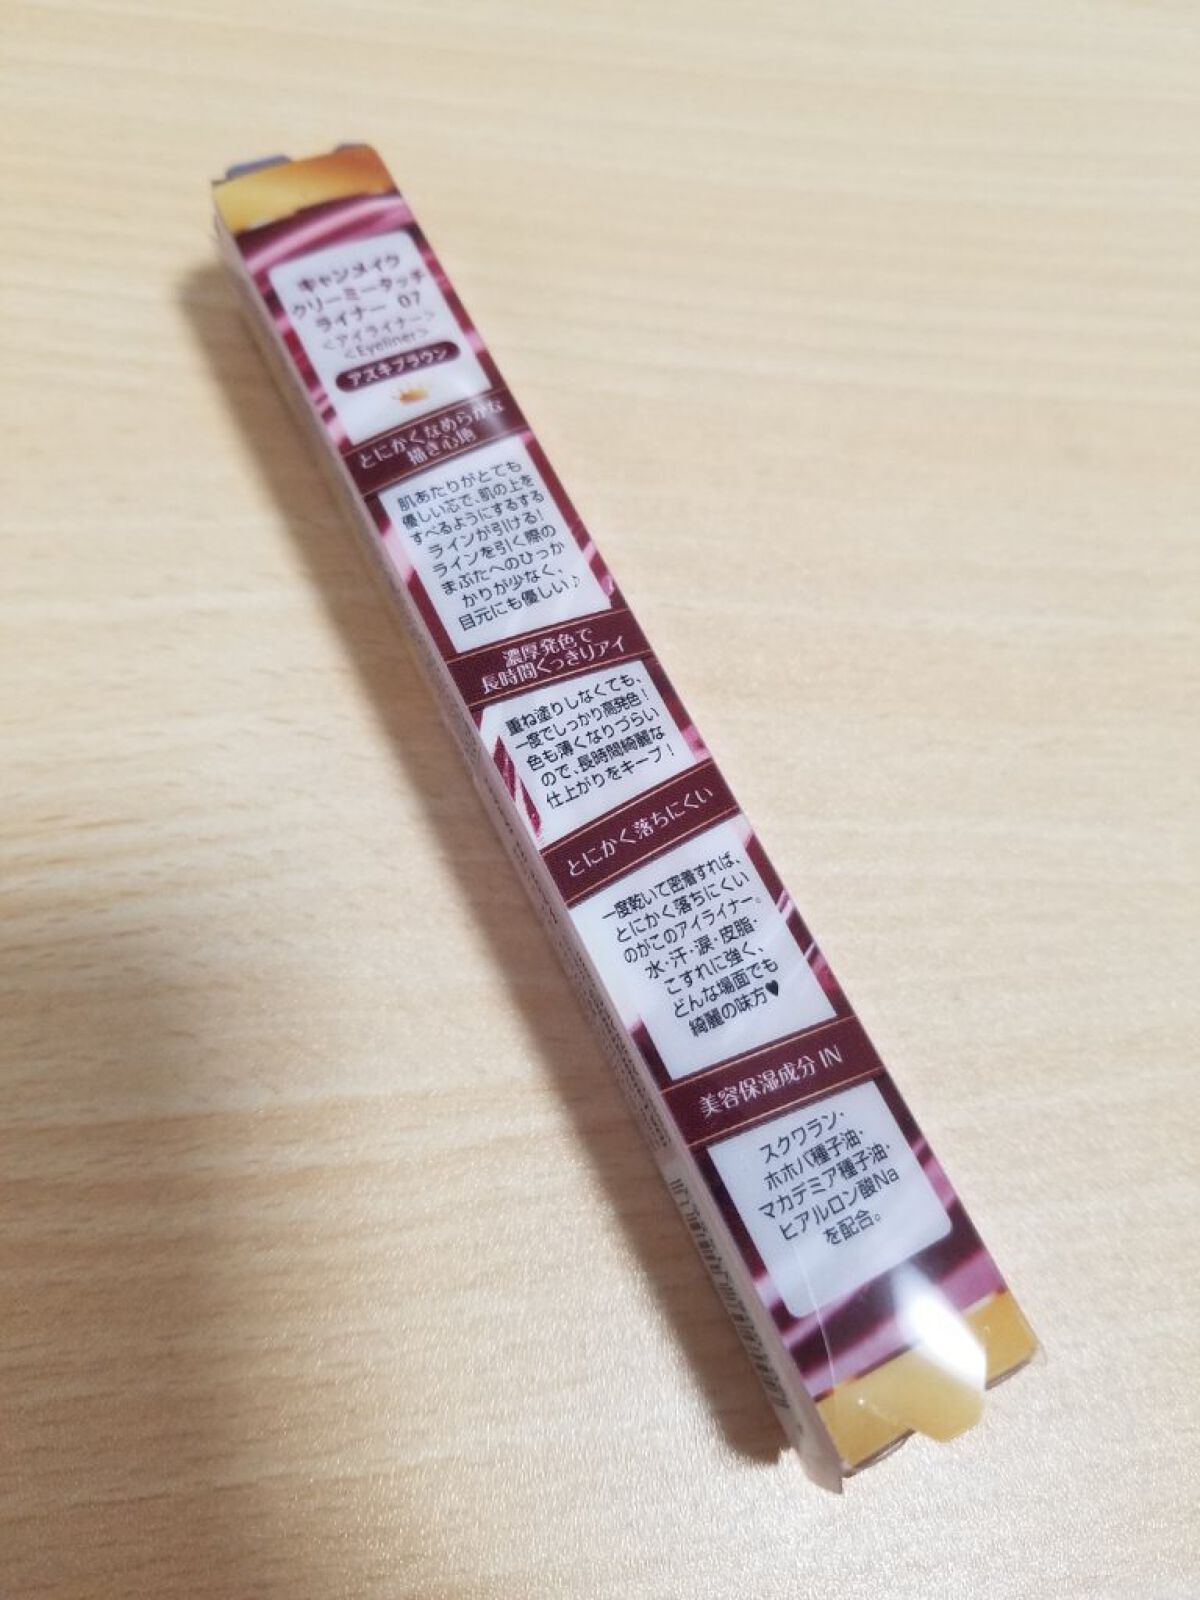 キャンメイク
クリーミータッチ
ライナー 07
<アイライナー>
<Eyeliner>
アズキブラウン
とにかくなめらかな
描き心地
肌あたりがとても
優しい芯で、肌の上を
すべるようにするする
ラインが引ける!
ラインを引く際の
まぶたへのひっか
かりが少なく、
目元にも優しい♪
濃厚発色で
長時間くっきりアイ
重ね塗りしなくても、
一度でしっかり高発色!
色も薄くなりづらい
ので、長時間綺麗な
仕上がりをキープ!
とにかく落ちにくい
一度乾いて密着すれば、
とにかく落ちにくい
のがこのアイライナー。
水・汗・涙・皮脂・
こすれに強く、
どんな場面でも
綺麗の味方♥
美容保湿成分 IN
スクワラン・
ホホバ種子油・
マカデミア種子油・
ヒアルロン酸Na
を配合。